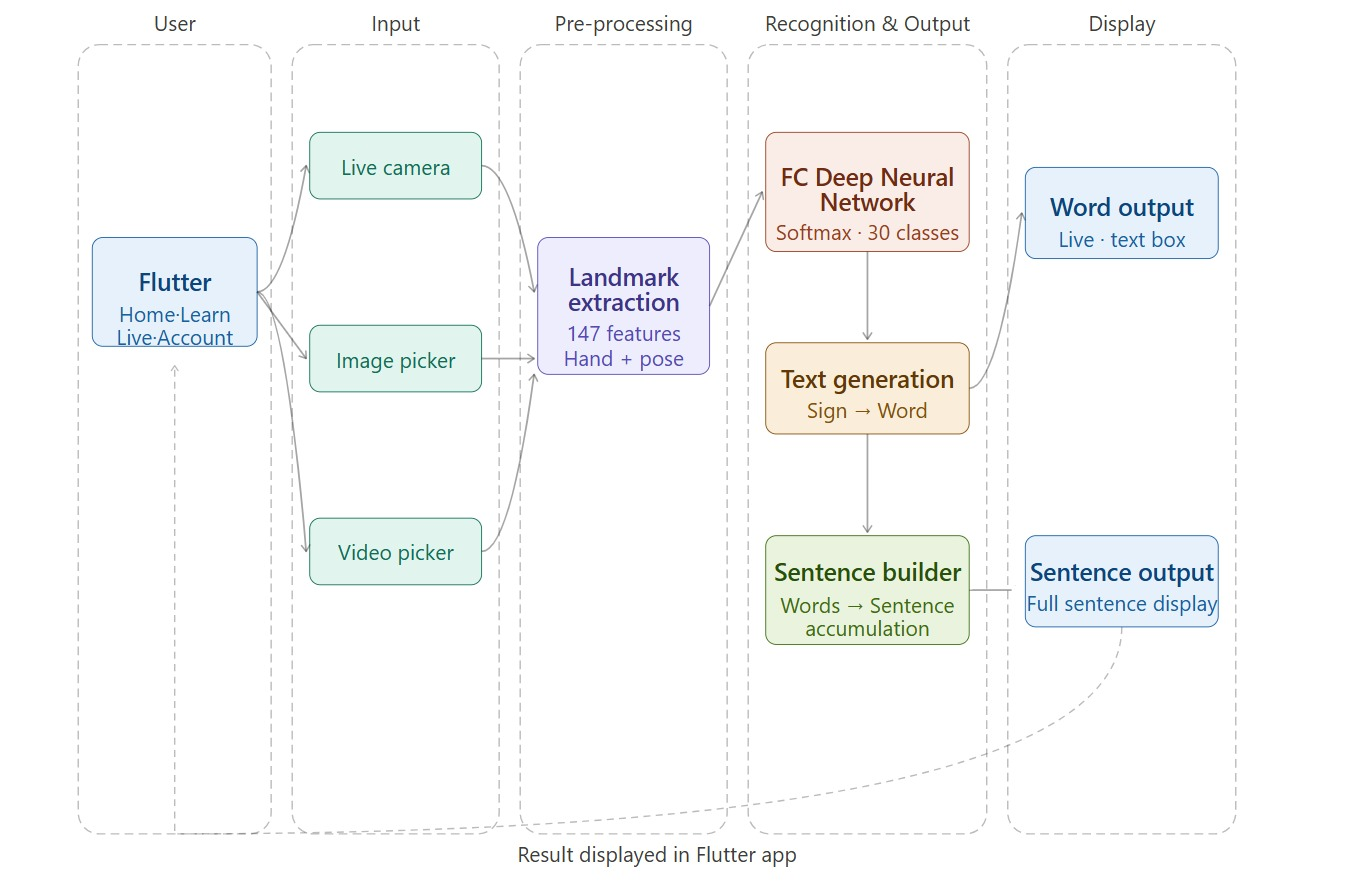 User
Input
Pre-processing
Recognition & Output
Display
Flutter
Home·Learn
Live·Account
Live camera
Image picker
Video picker
Landmark
extraction
147 features
Hand + pose
FC Deep Neural
Network
Softmax · 30 classes
Text generation
Sign → Word
Sentence builder
Words → Sentence
accumulation
Word output
Live · text box
Sentence output
Full sentence display
Result displayed in Flutter app